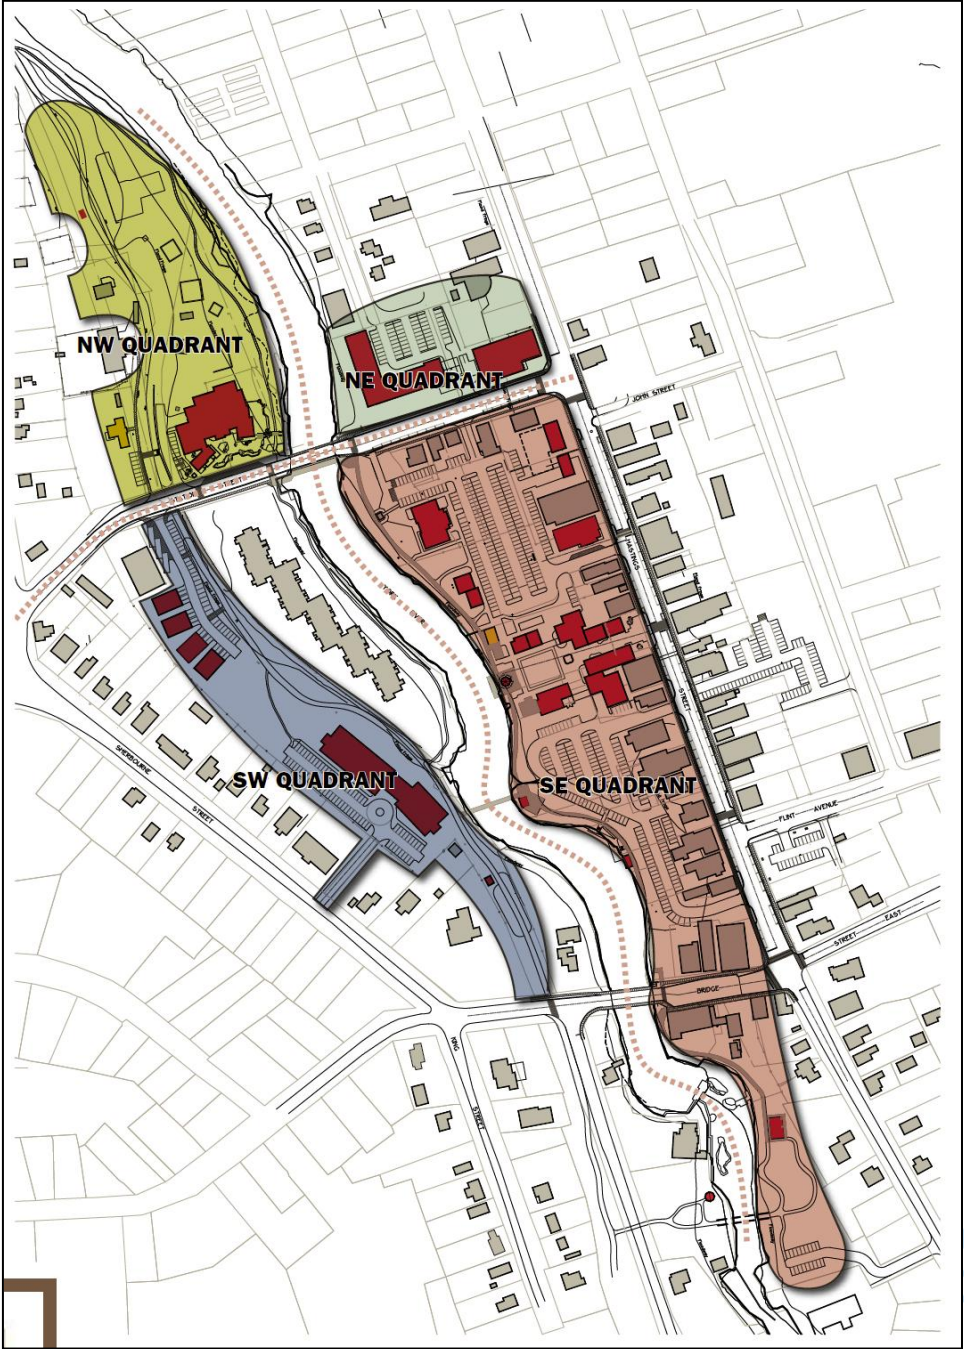 NW QUADRANT
NE QUADRANT
JOHN STREET
HASTINGS
STREET
SHERBOURNE
STREET
SW QUADRANT
SE QUADRANT
FLINT AVENUE
STREET EAST
BRIDGE
KING
STREET